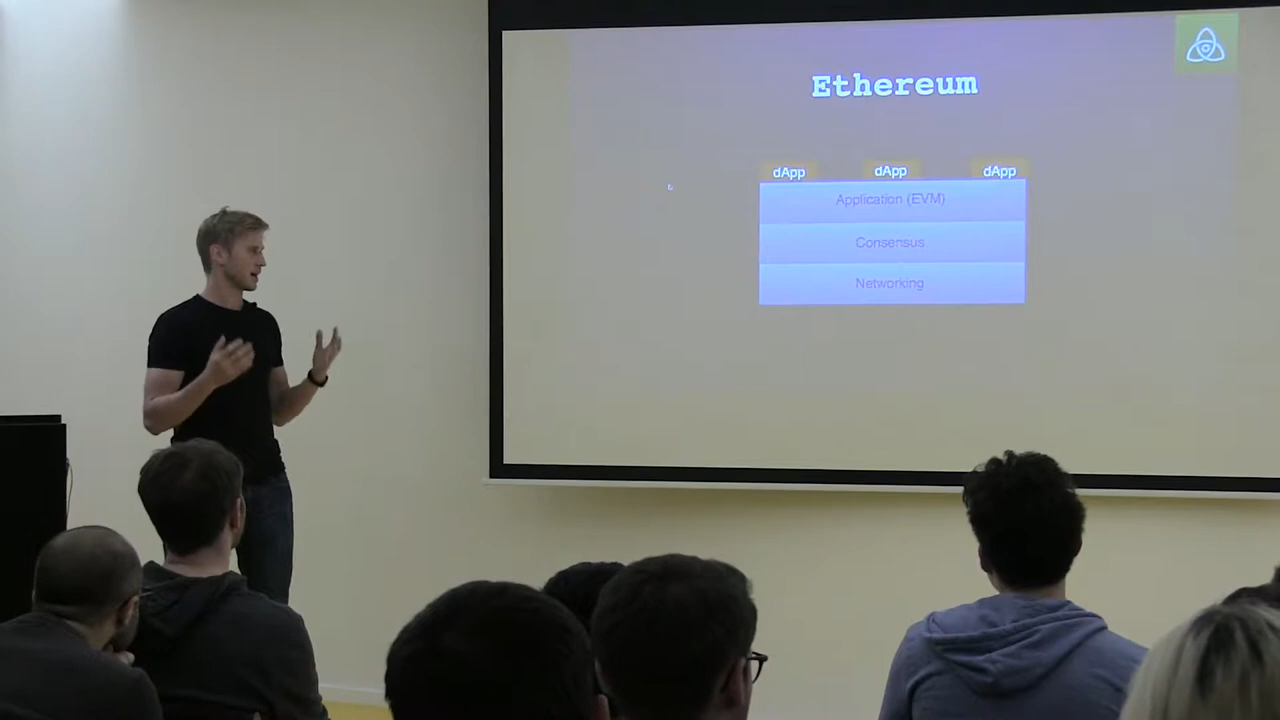 Ethereum
dApp dApp dApp
Application (EVM)
Consensus
Networking